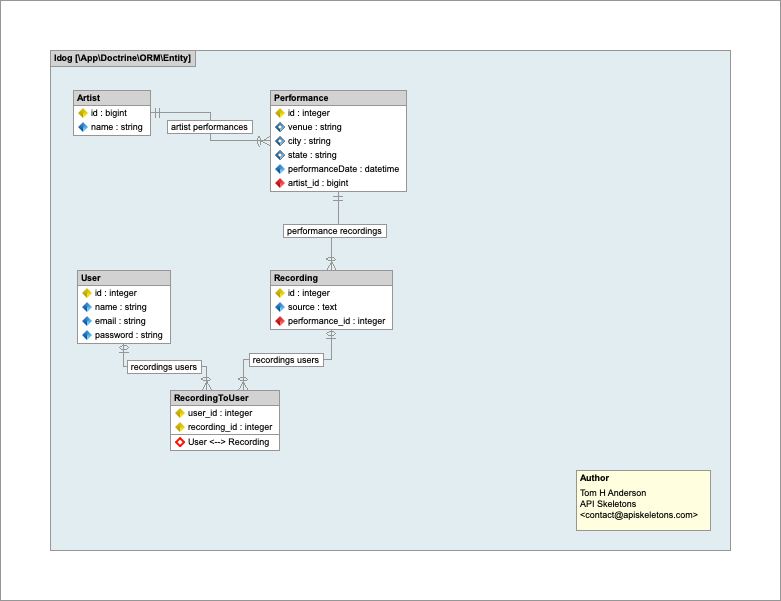 ldog [\App\Doctrine\ORM\Entity]
Artist
id : bigint
name : string
artist performances
Performance
id : integer
venue : string
city : string
state : string
performanceDate : datetime
artist_id : bigint
performance recordings
User
id : integer
name : string
email : string
password : string
Recording
id : integer
source : text
performance_id : integer
recordings users
recordings users
RecordingToUser
user_id : integer
recording_id : integer
User <--> Recording
Author
Tom H Anderson
API Skeletons
<contact@apiskeletons.com>